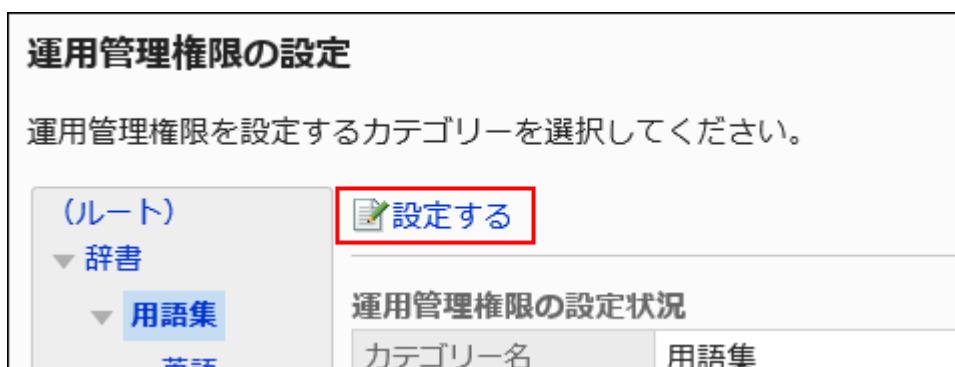 運用管理権限の設定
運用管理権限を設定するカテゴリーを選択してください。
(ルート)
辞書
用語集
英語
設定する
運用管理権限の設定状況
カテゴリー名 用語集